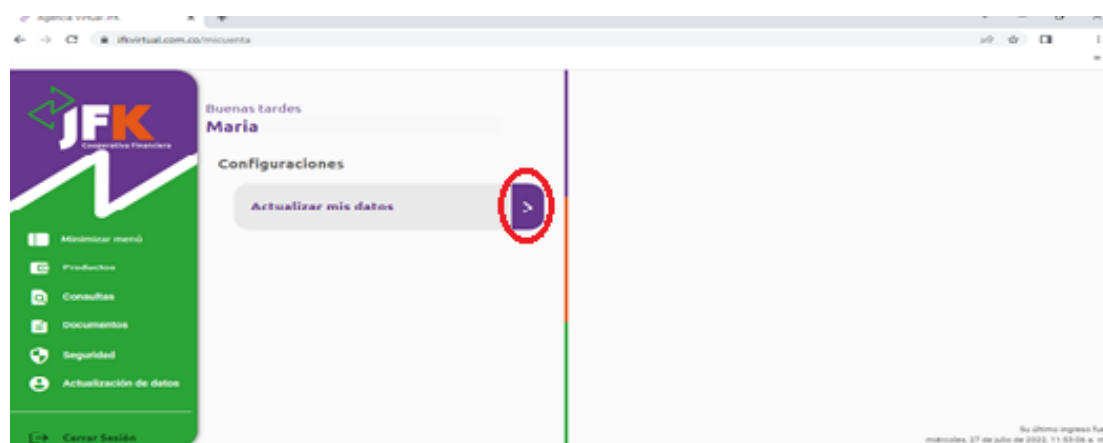 Agencia Virtual JFK
jfkvirtual.com.co/micuenta
JFK
Cooperativa Financiera
Buenas tardes
Maria
Configuraciones
Actualizar mis datos
>
Minimizar menú
Productos
Consultas
Documentos
Seguridad
Actualización de datos
Cerrar Sesión
Su último ingreso fue
miércoles, 27 de julio de 2022, 11:53:06 a.